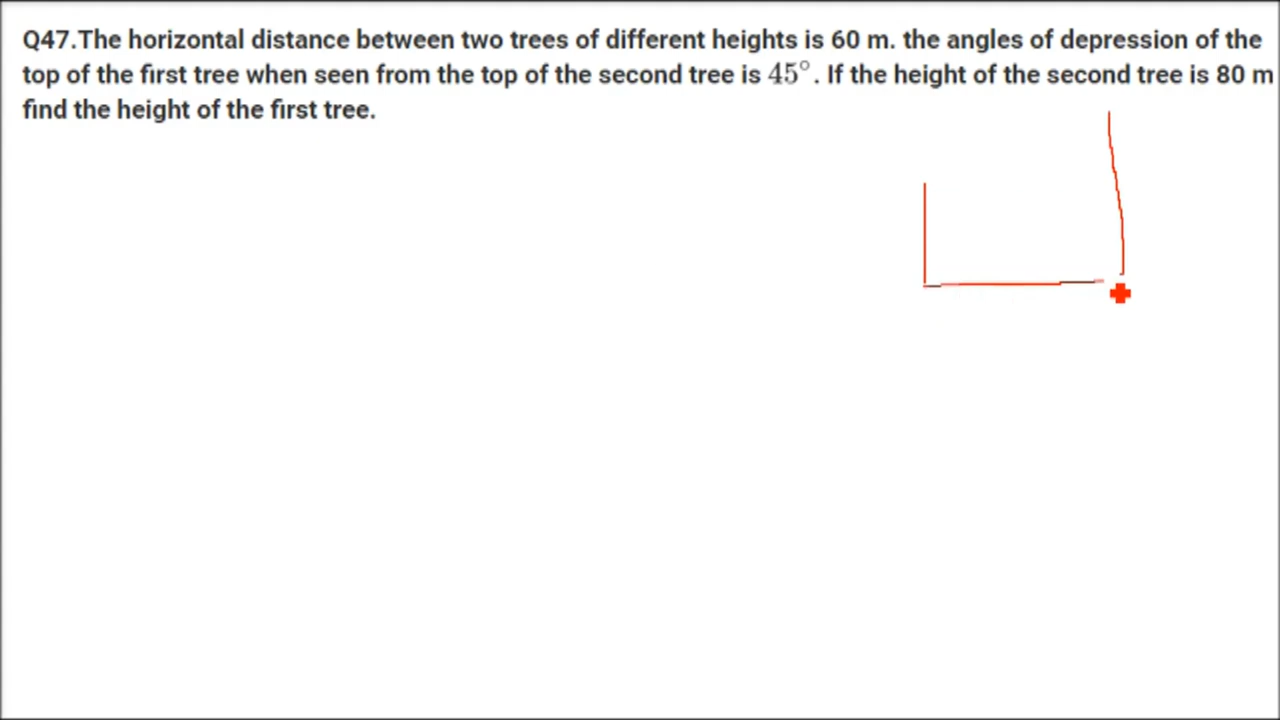 Q47.The horizontal distance between two trees of different heights is 60 m. the angles of depression of the
top of the first tree when seen from the top of the second tree is 45°. If the height of the second tree is 80 m
find the height of the first tree.